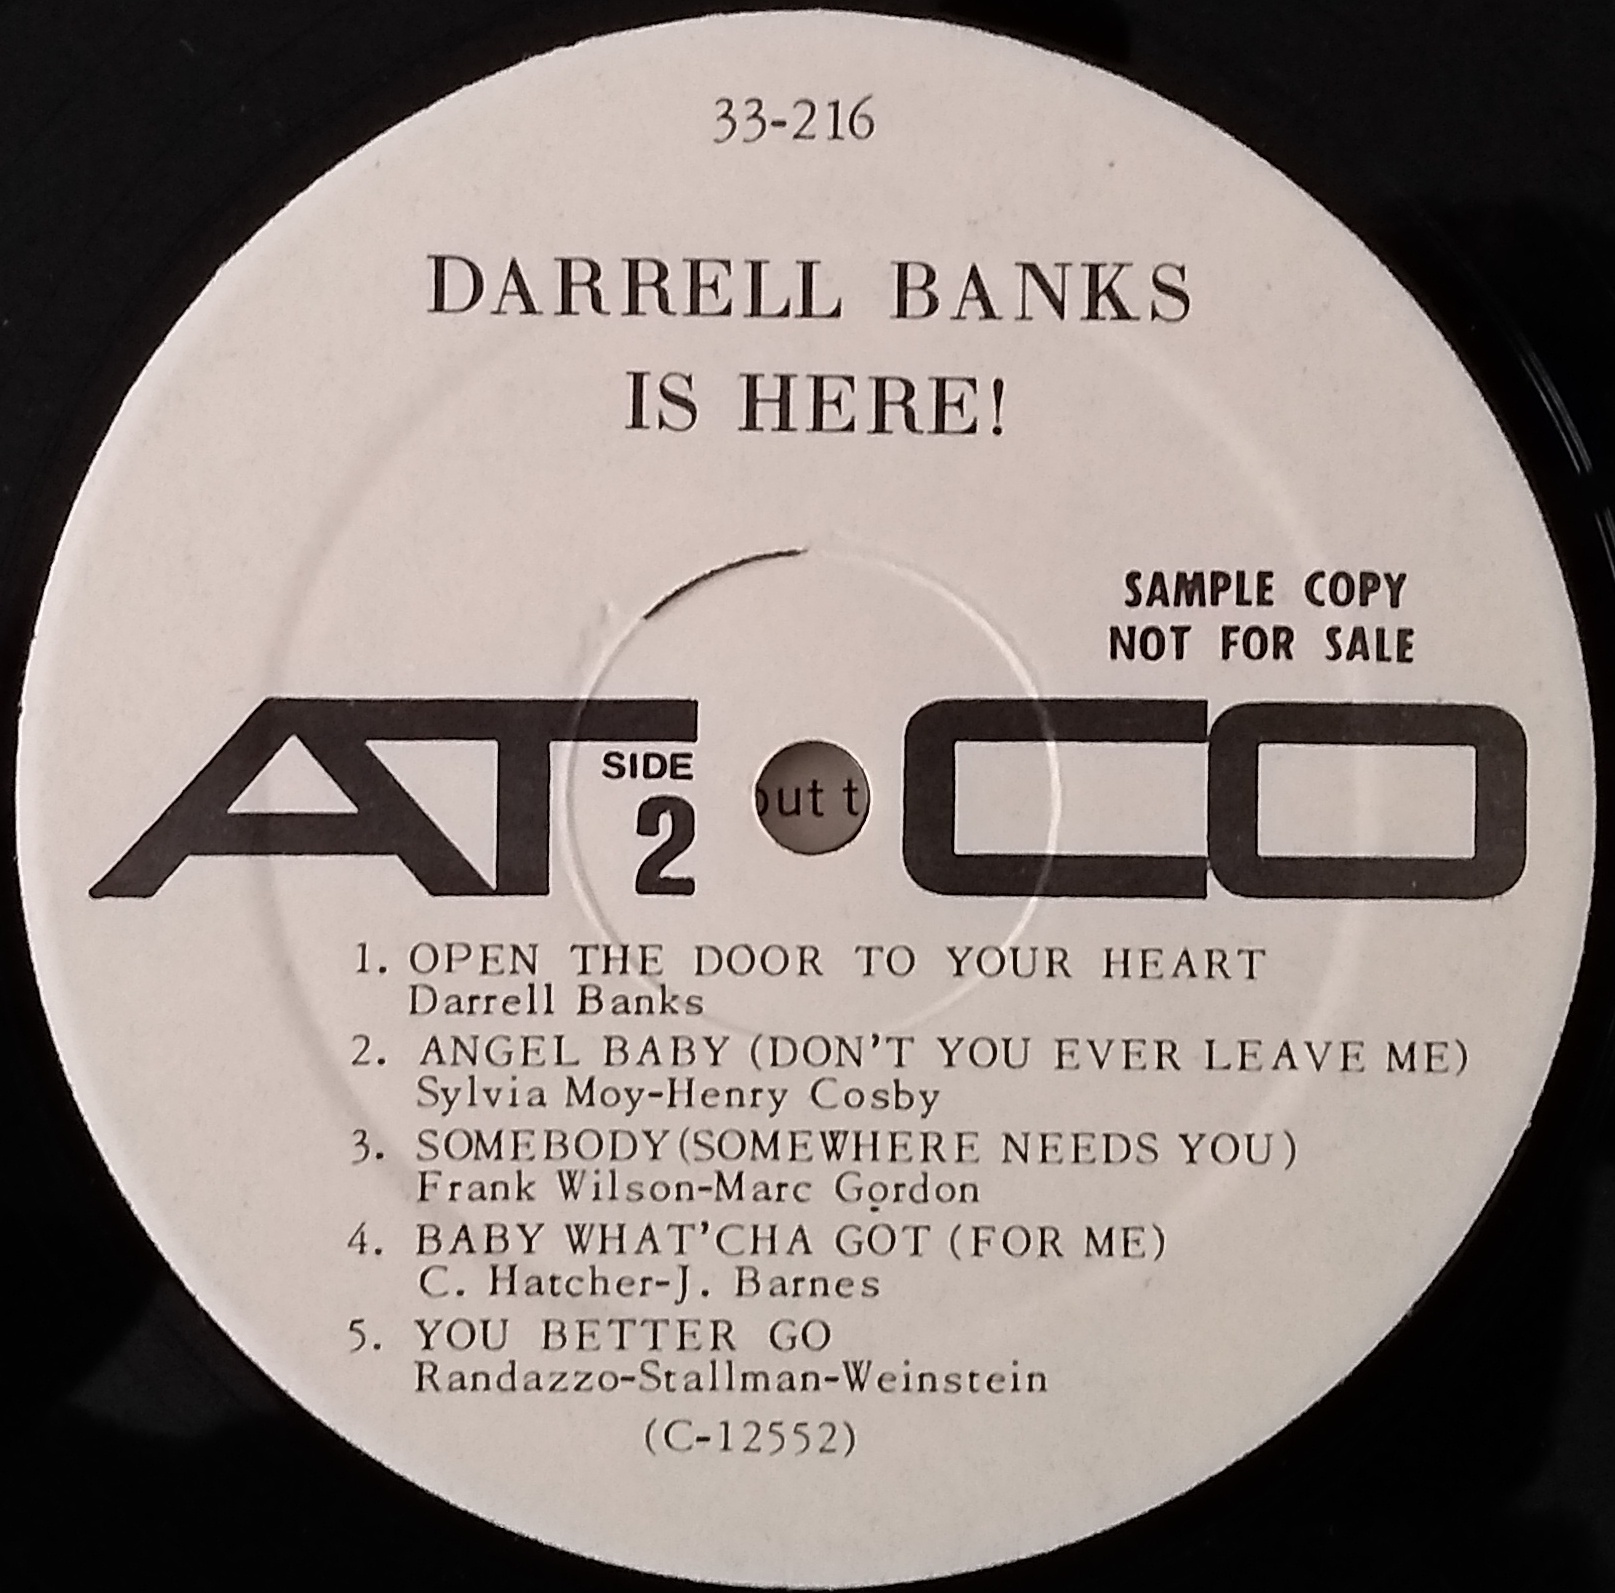 33-216
DARRELL BANKS
IS HERE!
SAMPLE COPY
NOT FOR SALE
ATCO
SIDE
2
ut t
1. OPEN THE DOOR TO YOUR HEART
Darrell Banks
2. ANGEL BABY (DON'T YOU EVER LEAVE ME)
Sylvia Moy-Henry Cosby
3. SOMEBODY (SOMEWHERE NEEDS YOU)
Frank Wilson-Marc Gordon
4. BABY WHAT'CHA GOT (FOR ME)
C. Hatcher-J. Barnes
5. YOU BETTER GO
Randazzo-Stallman-Weinstein
(C-12552)